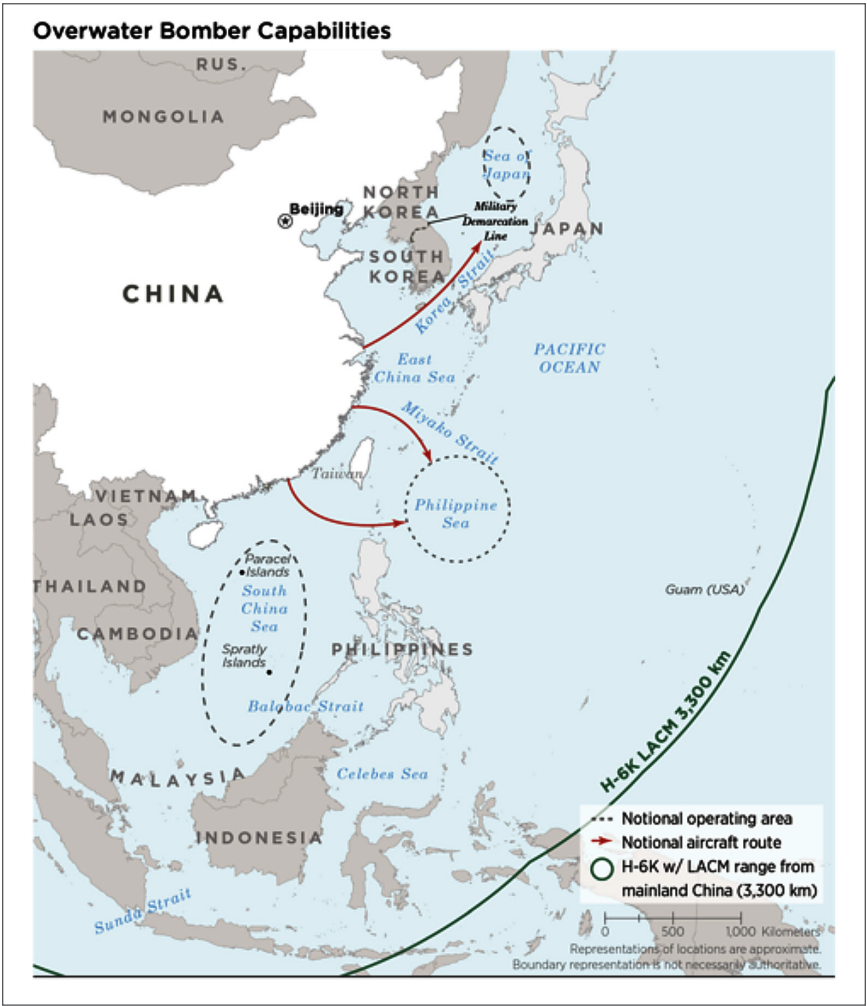 Overwater Bomber Capabilities
RUS.
MONGOLIA
Sea of
Japan
NORTH
KOREA
Military
Demarcation
Line
Beijing
JAPAN
SOUTH
KOREA
CHINA
Korea Strait
PACIFIC
OCEAN
East
China Sea
Miyako Strait
Taiwan
VIETNAM
LAOS
Philippine
Sea
Paracel
Islands
THAILAND
South
China
Sea
Guam (USA)
CAMBODIA
Spratly
Islands
PHILIPPINES
Balabac Strait
H-6K LACM 3,300 km
MALAYSIA
Celebes Sea
INDONESIA
Sunda Strait
Notional operating area
Notional aircraft route
H-6K w/ LACM range from
mainland China (3,300 km)
0 500 1,000 Kilometers
Representations of locations are approximate.
Boundary representation is not necessarily authoritative.